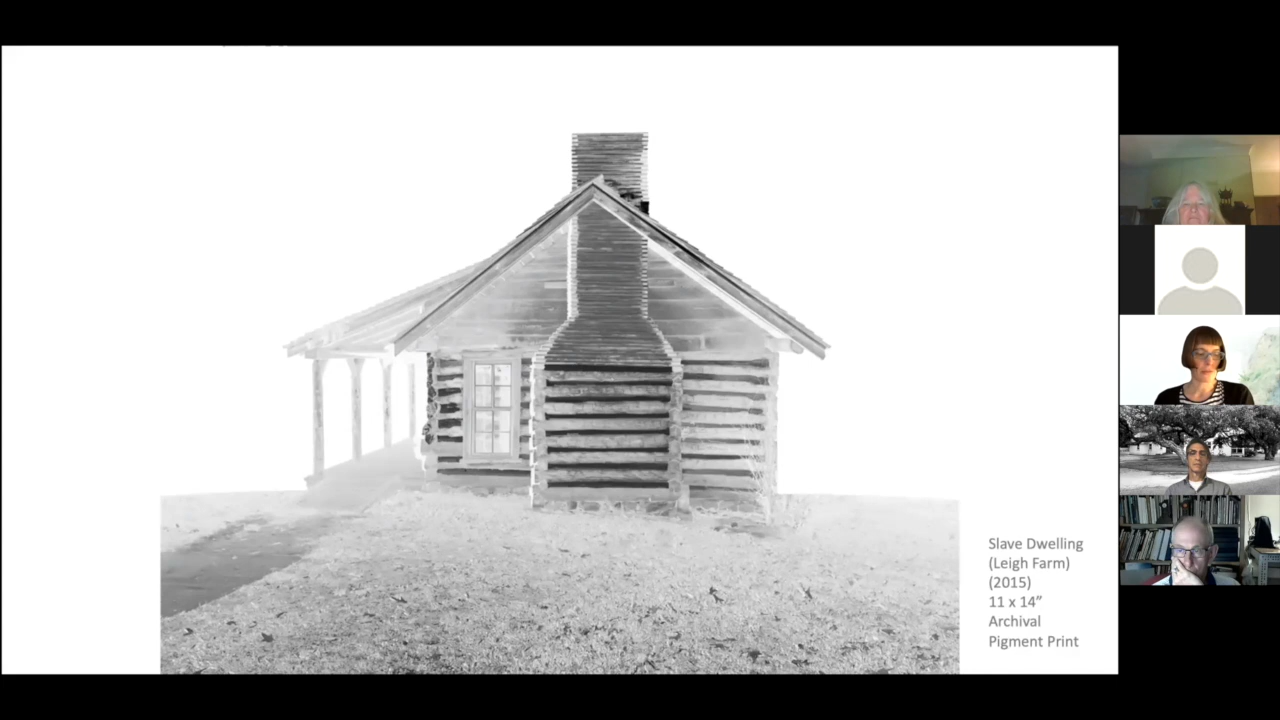 Slave Dwelling
(Leigh Farm)
(2015)
11 x 14”
Archival
Pigment Print